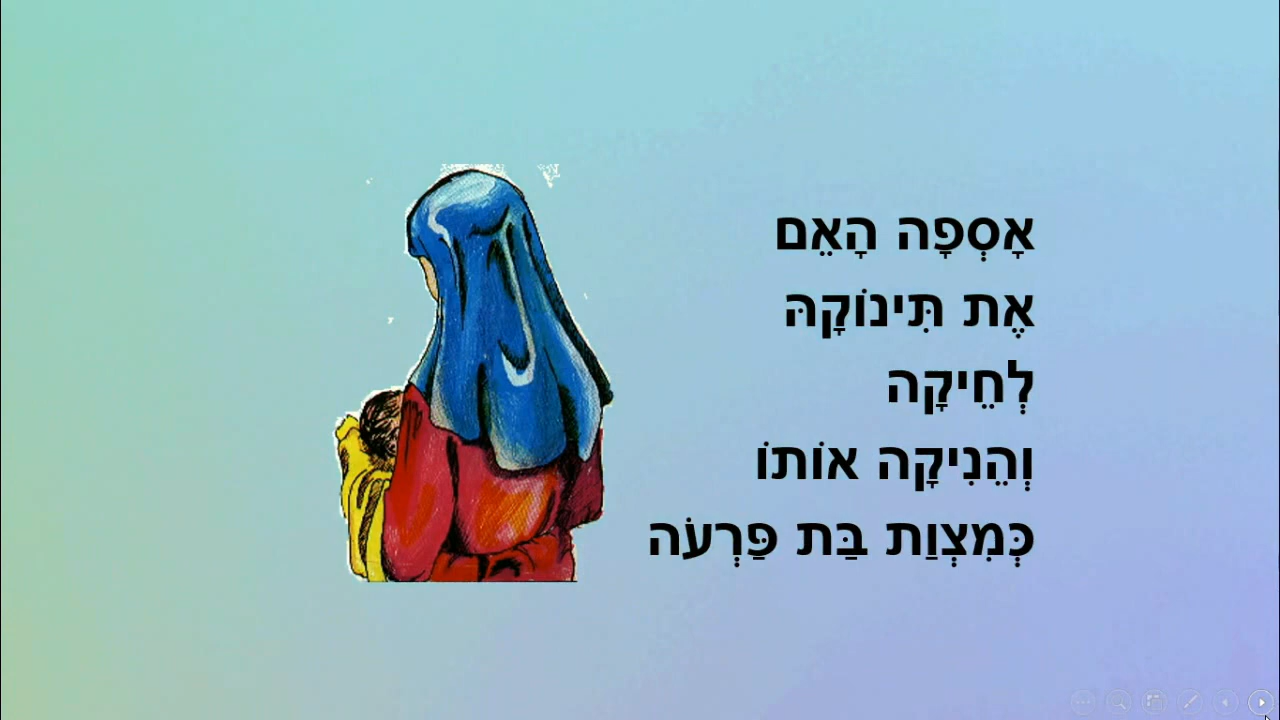 אָסְפָה הָאֵם
אֶת תִּינוֹקָהּ
לְחֵיקָה
וְהֵנִיקָה אוֹתוֹ
כְּמִצְוַת בַּת פַּרְעֹה